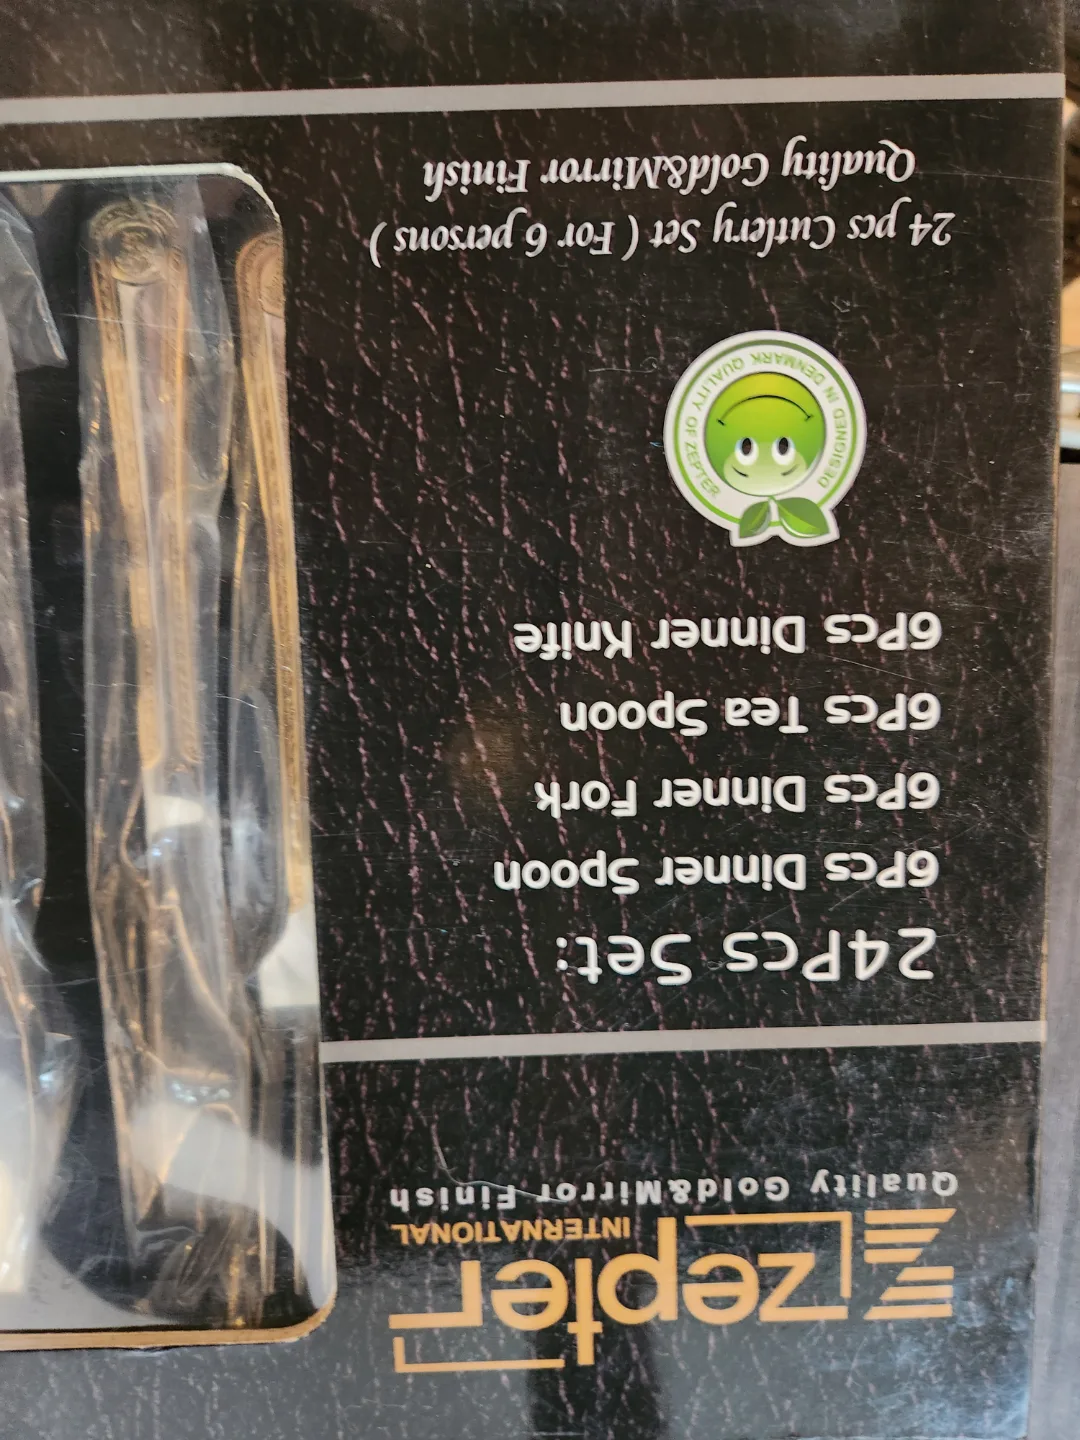 zepter
INTERNATIONAL
Quality Gold&Mirror Finish
24Pcs Set:
6Pcs Dinner Spoon
6Pcs Dinner Fork
6Pcs Tea Spoon
6Pcs Dinner Knife
DESIGNED IN DENMARK QUALITY OF ZEPTER
24 pcs Cutlery Set ( For 6 persons )
Quality Gold&Mirror Finish